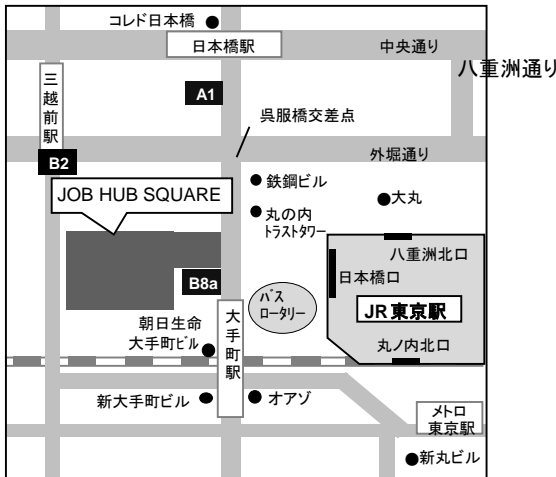 コレド日本橋
日本橋駅
中央通り
八重洲通り
三越前駅
A1
呉服橋交差点
外堀通り
B2
鉄鋼ビル
JOB HUB SQUARE
大丸
丸の内
トラストタワー
八重洲北口
日本橋口
B8a
バス
ロータリー
JR東京駅
大手町駅
朝日生命
大手町ビル
丸ノ内北口
新大手町ビル
オアゾ
メトロ
東京駅
新丸ビル